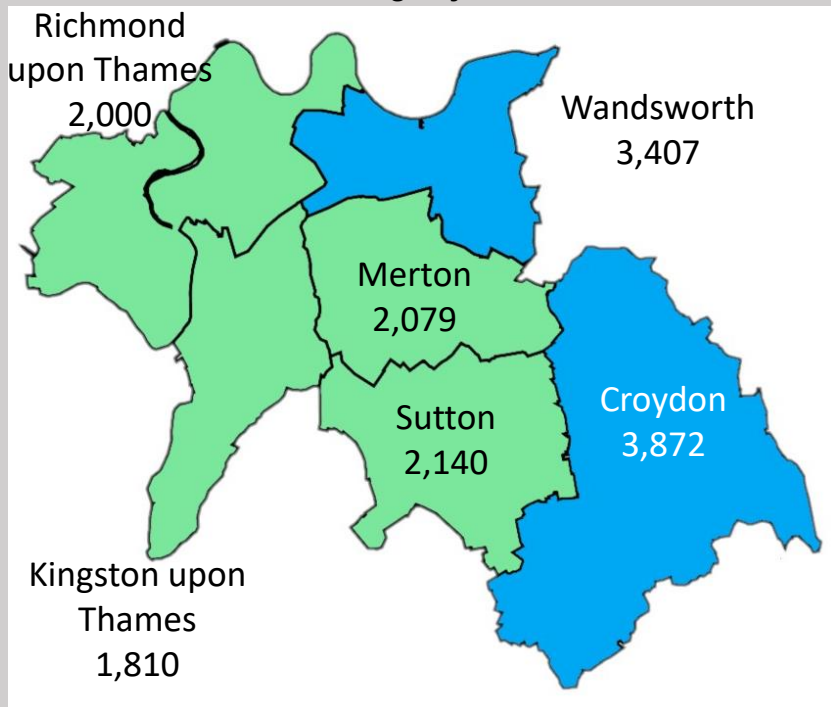 Richmond
upon Thames
2,000
Wandsworth
3,407
Merton
2,079
Sutton
2,140
Croydon
3,872
Kingston upon
Thames
1,810